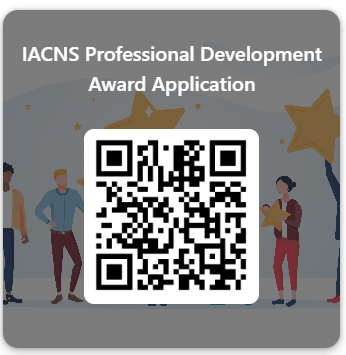 IACNS Professional Development
Award Application